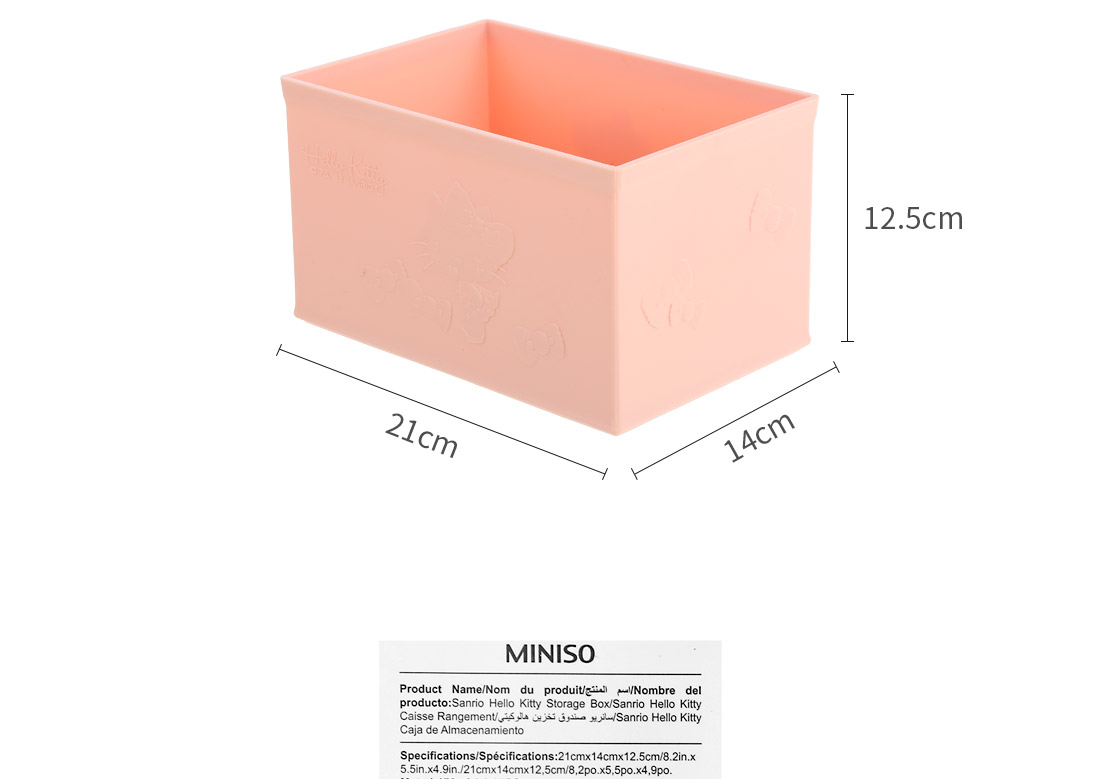 12.5cm
21cm
14cm
MINISO
Product Name/Nom du produit/اسم المنتج/Nombre del
producto:Sanrio Hello Kitty Storage Box/Sanrio Hello Kitty
Caisse Rangement/سانريو صندوق تخزين هالوكيتي/Sanrio Hello Kitty
Caja de Almacenamiento
Specifications/Spécifications:21cmx14cmx12.5cm/8.2in.x
5.5in.x4.9in./21cmx14cmx12,5cm/8,2po.x5,5po.x4,9po.